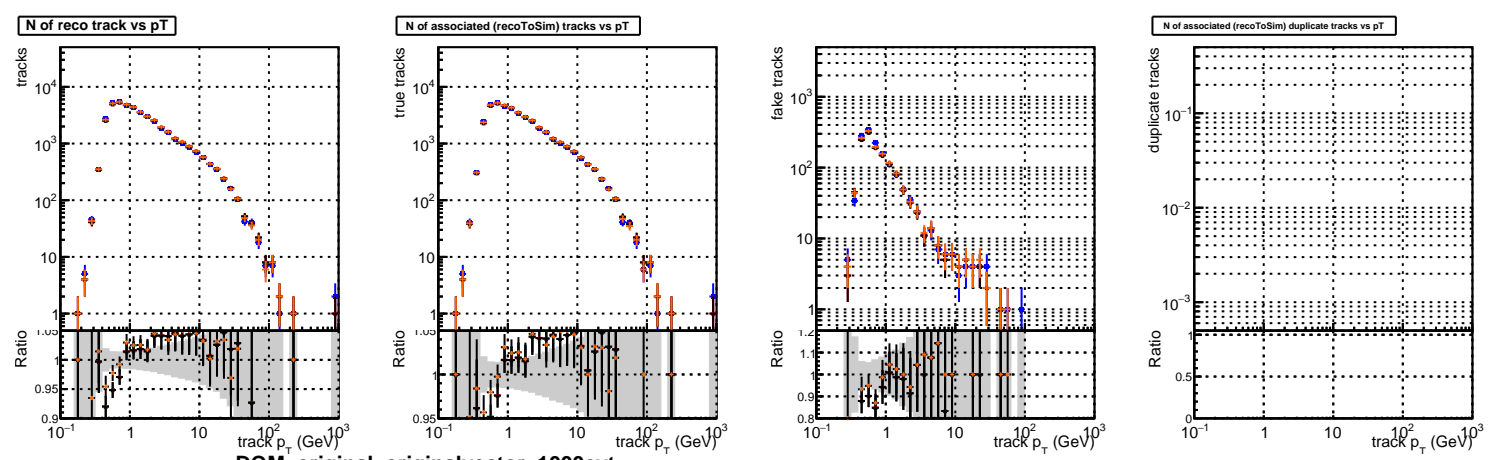 N of reco track vs pT
tracks
10⁴
10³
10²
10
1
Ratio
1.05
1
0.95
0.9
10⁻¹ 1 10 10² 10³
track p_T (GeV)
N of associated (recoToSim) tracks vs pT
true tracks
10⁴
10³
10²
10
1
Ratio
1.05
1
0.95
10⁻¹ 1 10 10² 10³
track p_T (GeV)
fake tracks
10³
10²
10
1
Ratio
1.2
1.1
1
0.9
0.8
10⁻¹ 1 10 10² 10³
track p_T (GeV)
N of associated (recoToSim) duplicate tracks vs pT
duplicate tracks
10⁻¹
10⁻²
10⁻³
Ratio
1
0.5
0
10⁻¹ 1 10 10² 10³
track p_T (GeV)